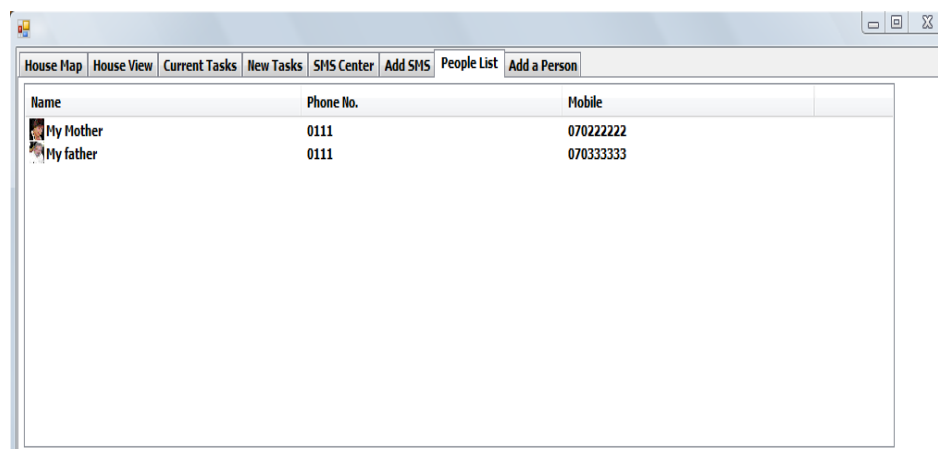 House Map House View Current Tasks New Tasks SMS Center Add SMS People List Add a Person
Name Phone No. Mobile
My Mother 0111 070222222
My father 0111 070333333